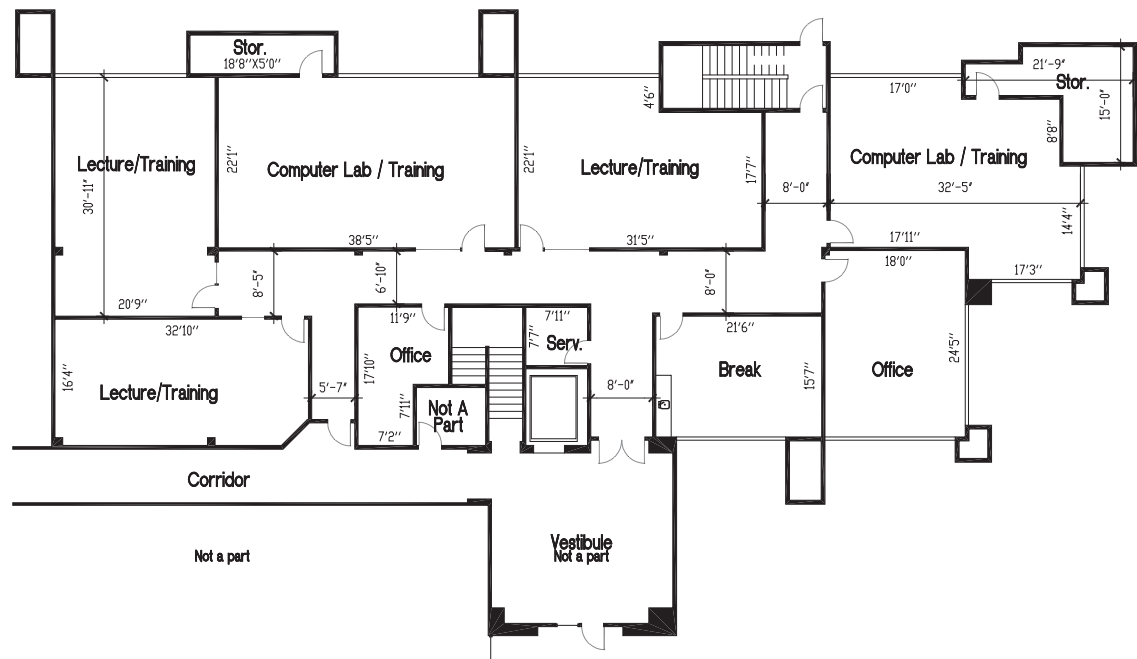 Stor.
18'8"X5'0"
21'-9"
Stor.
17'0"
15'-0"
4'6"
8'8"
Lecture/Training
22'1"
Computer Lab / Training
22'1"
Lecture/Training
17'7"
Computer Lab / Training
30'-11"
8'-0"
32'-5"
14'4"
38'5"
31'5"
17'11"
18'0"
17'3"
8'-5"
6'-10"
8'-0"
20'9"
32'10"
11'9"
7'11"
21'6"
7'7"
Serv.
24'5"
16'4"
Office
17'10"
Break
15'7"
Office
Lecture/Training
5'-7"
8'-0"
7'11"
Not A
Part
7'2"
Corridor
Vestibule
Not a part
Not a part